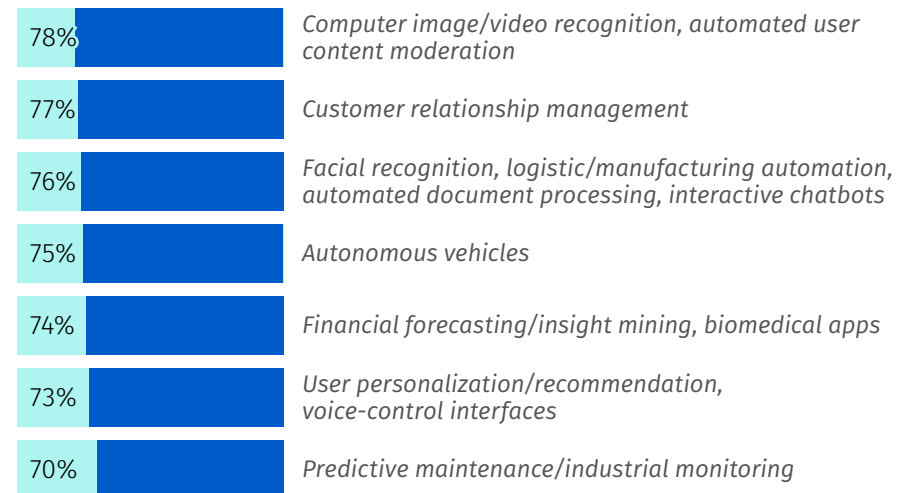 78%
Computer image/video recognition, automated user
content moderation
77%
Customer relationship management
76%
Facial recognition, logistic/manufacturing automation,
automated document processing, interactive chatbots
75%
Autonomous vehicles
74%
Financial forecasting/insight mining, biomedical apps
73%
User personalization/recommendation,
voice-control interfaces
70%
Predictive maintenance/industrial monitoring